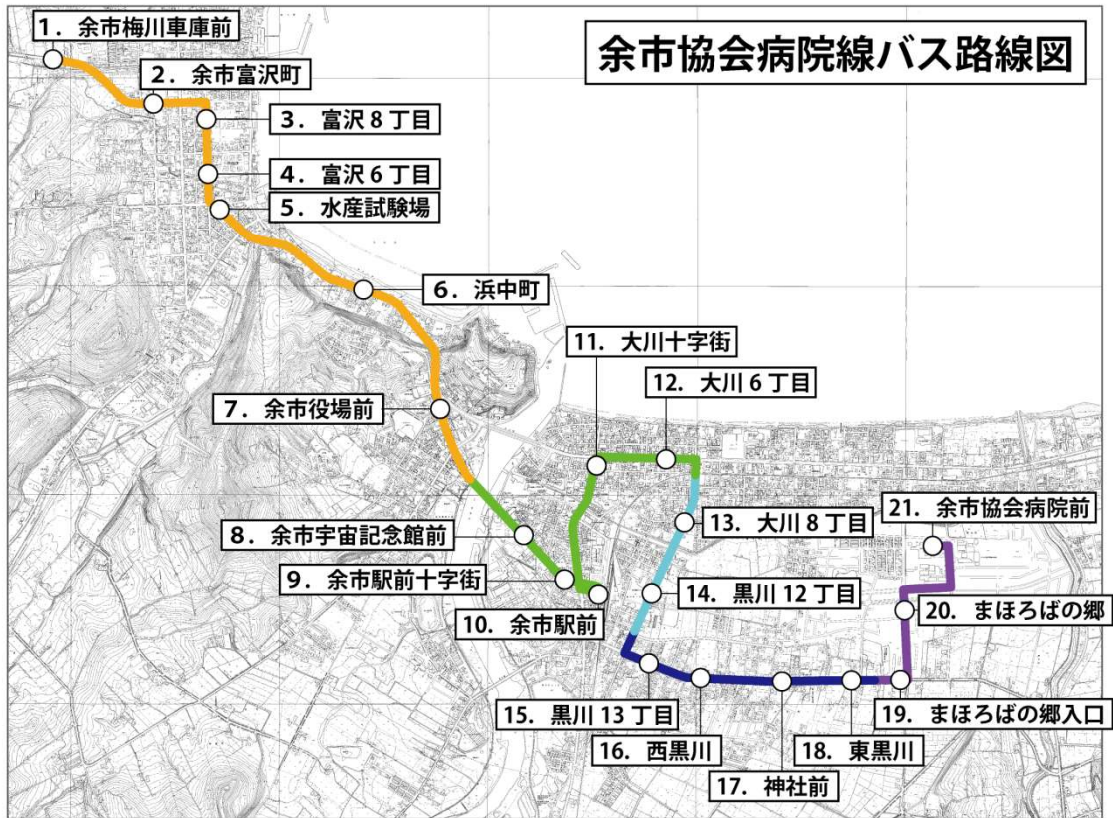 余市協会病院線バス路線図
1. 余市梅川車庫前
2. 余市富沢町
3. 富沢8丁目
4. 富沢6丁目
5. 水産試験場
6. 浜中町
7. 余市役場前
8. 余市宇宙記念館前
9. 余市駅前十字街
10. 余市駅前
11. 大川十字街
12. 大川6丁目
13. 大川8丁目
14. 黒川12丁目
15. 黒川13丁目
16. 西黒川
17. 神社前
18. 東黒川
19. まほろばの郷入口
20. まほろばの郷
21. 余市協会病院前